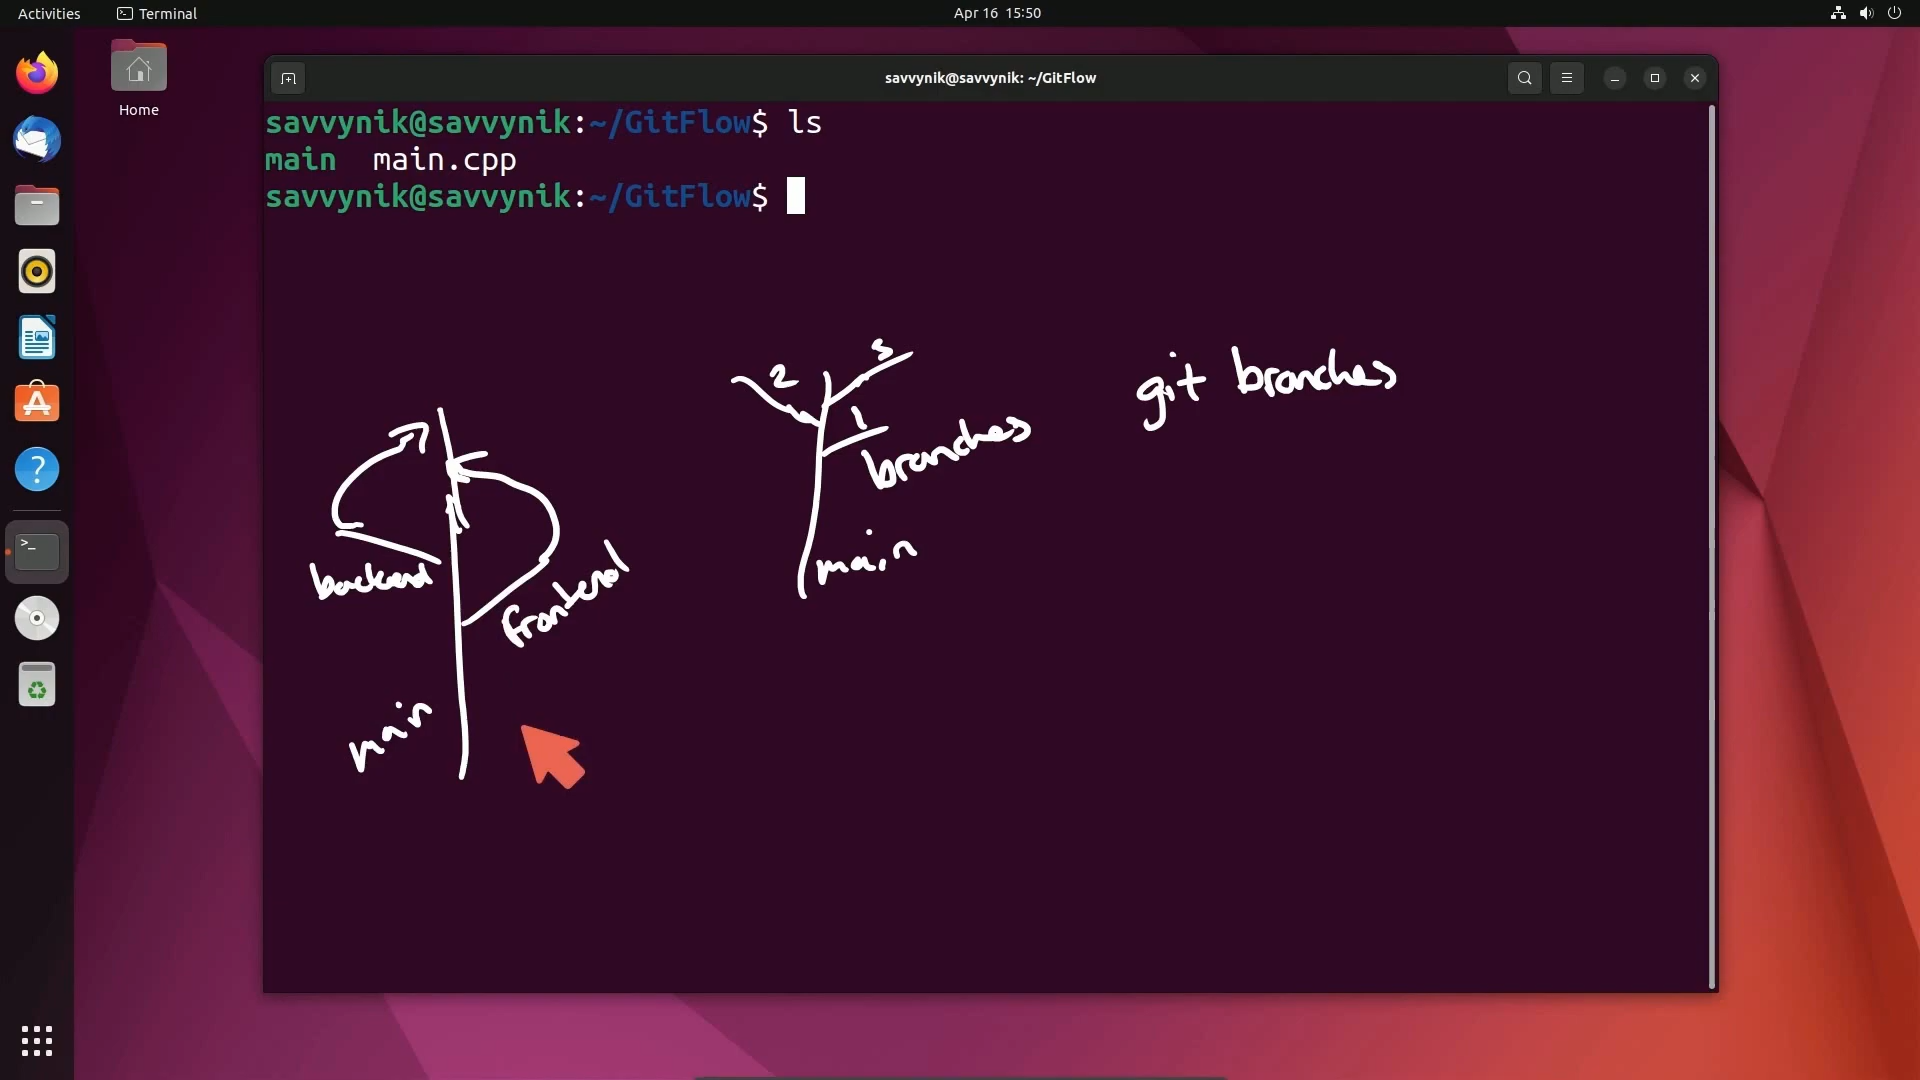 Activities
Terminal
Apr 16 15:50
Home
savvynik@savvynik: ~/GitFlow
savvynik@savvynik:~/GitFlow$ ls
main main.cpp
savvynik@savvynik:~/GitFlow$
2
3
1
branches
git branches
main
backend
frontend
main